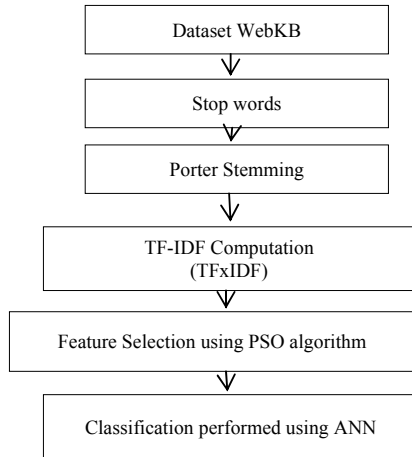 Dataset WebKB
Stop words
Porter Stemming
TF-IDF Computation
(TFxIDF)
Feature Selection using PSO algorithm
Classification performed using ANN